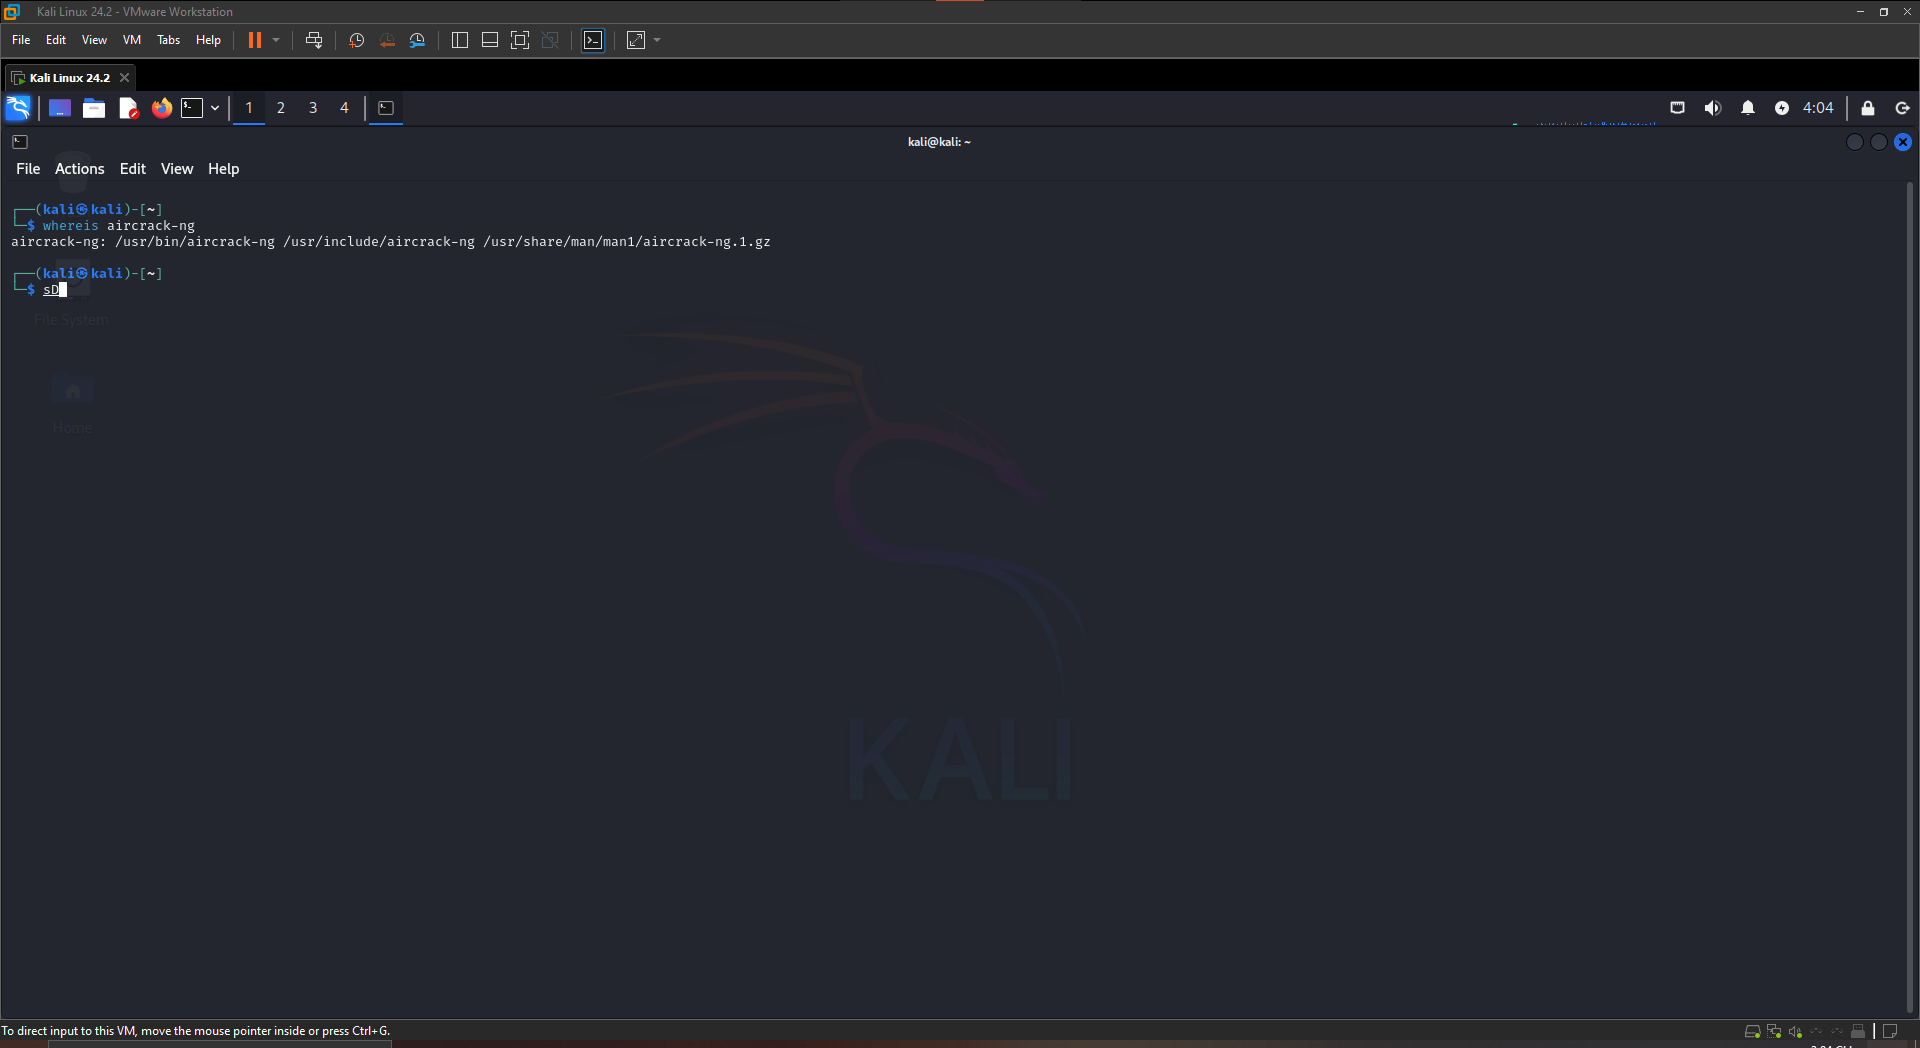 Kali Linux 24.2 - VMware Workstation
File Edit View VM Tabs Help
Kali Linux 24.2
1 2 3 4
4:04
kali@kali: ~
File Actions Edit View Help
┌──(kali㉿kali)-[~]
└─$ whereis aircrack-ng
aircrack-ng: /usr/bin/aircrack-ng /usr/include/aircrack-ng /usr/share/man/man1/aircrack-ng.1.gz
┌──(kali㉿kali)-[~]
└─$ sD
File System
Home
KALI
To direct input to this VM, move the mouse pointer inside or press Ctrl+G.